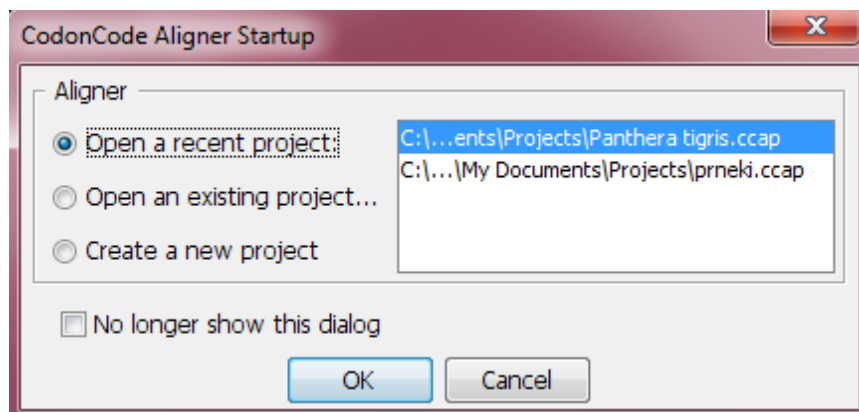 CodonCode Aligner Startup
Aligner
Open a recent project:
C:\...ents\Projects\Panthera tigris.ccap
C:\...\My Documents\Projects\prneki.ccap
Open an existing project...
Create a new project
No longer show this dialog
OK
Cancel